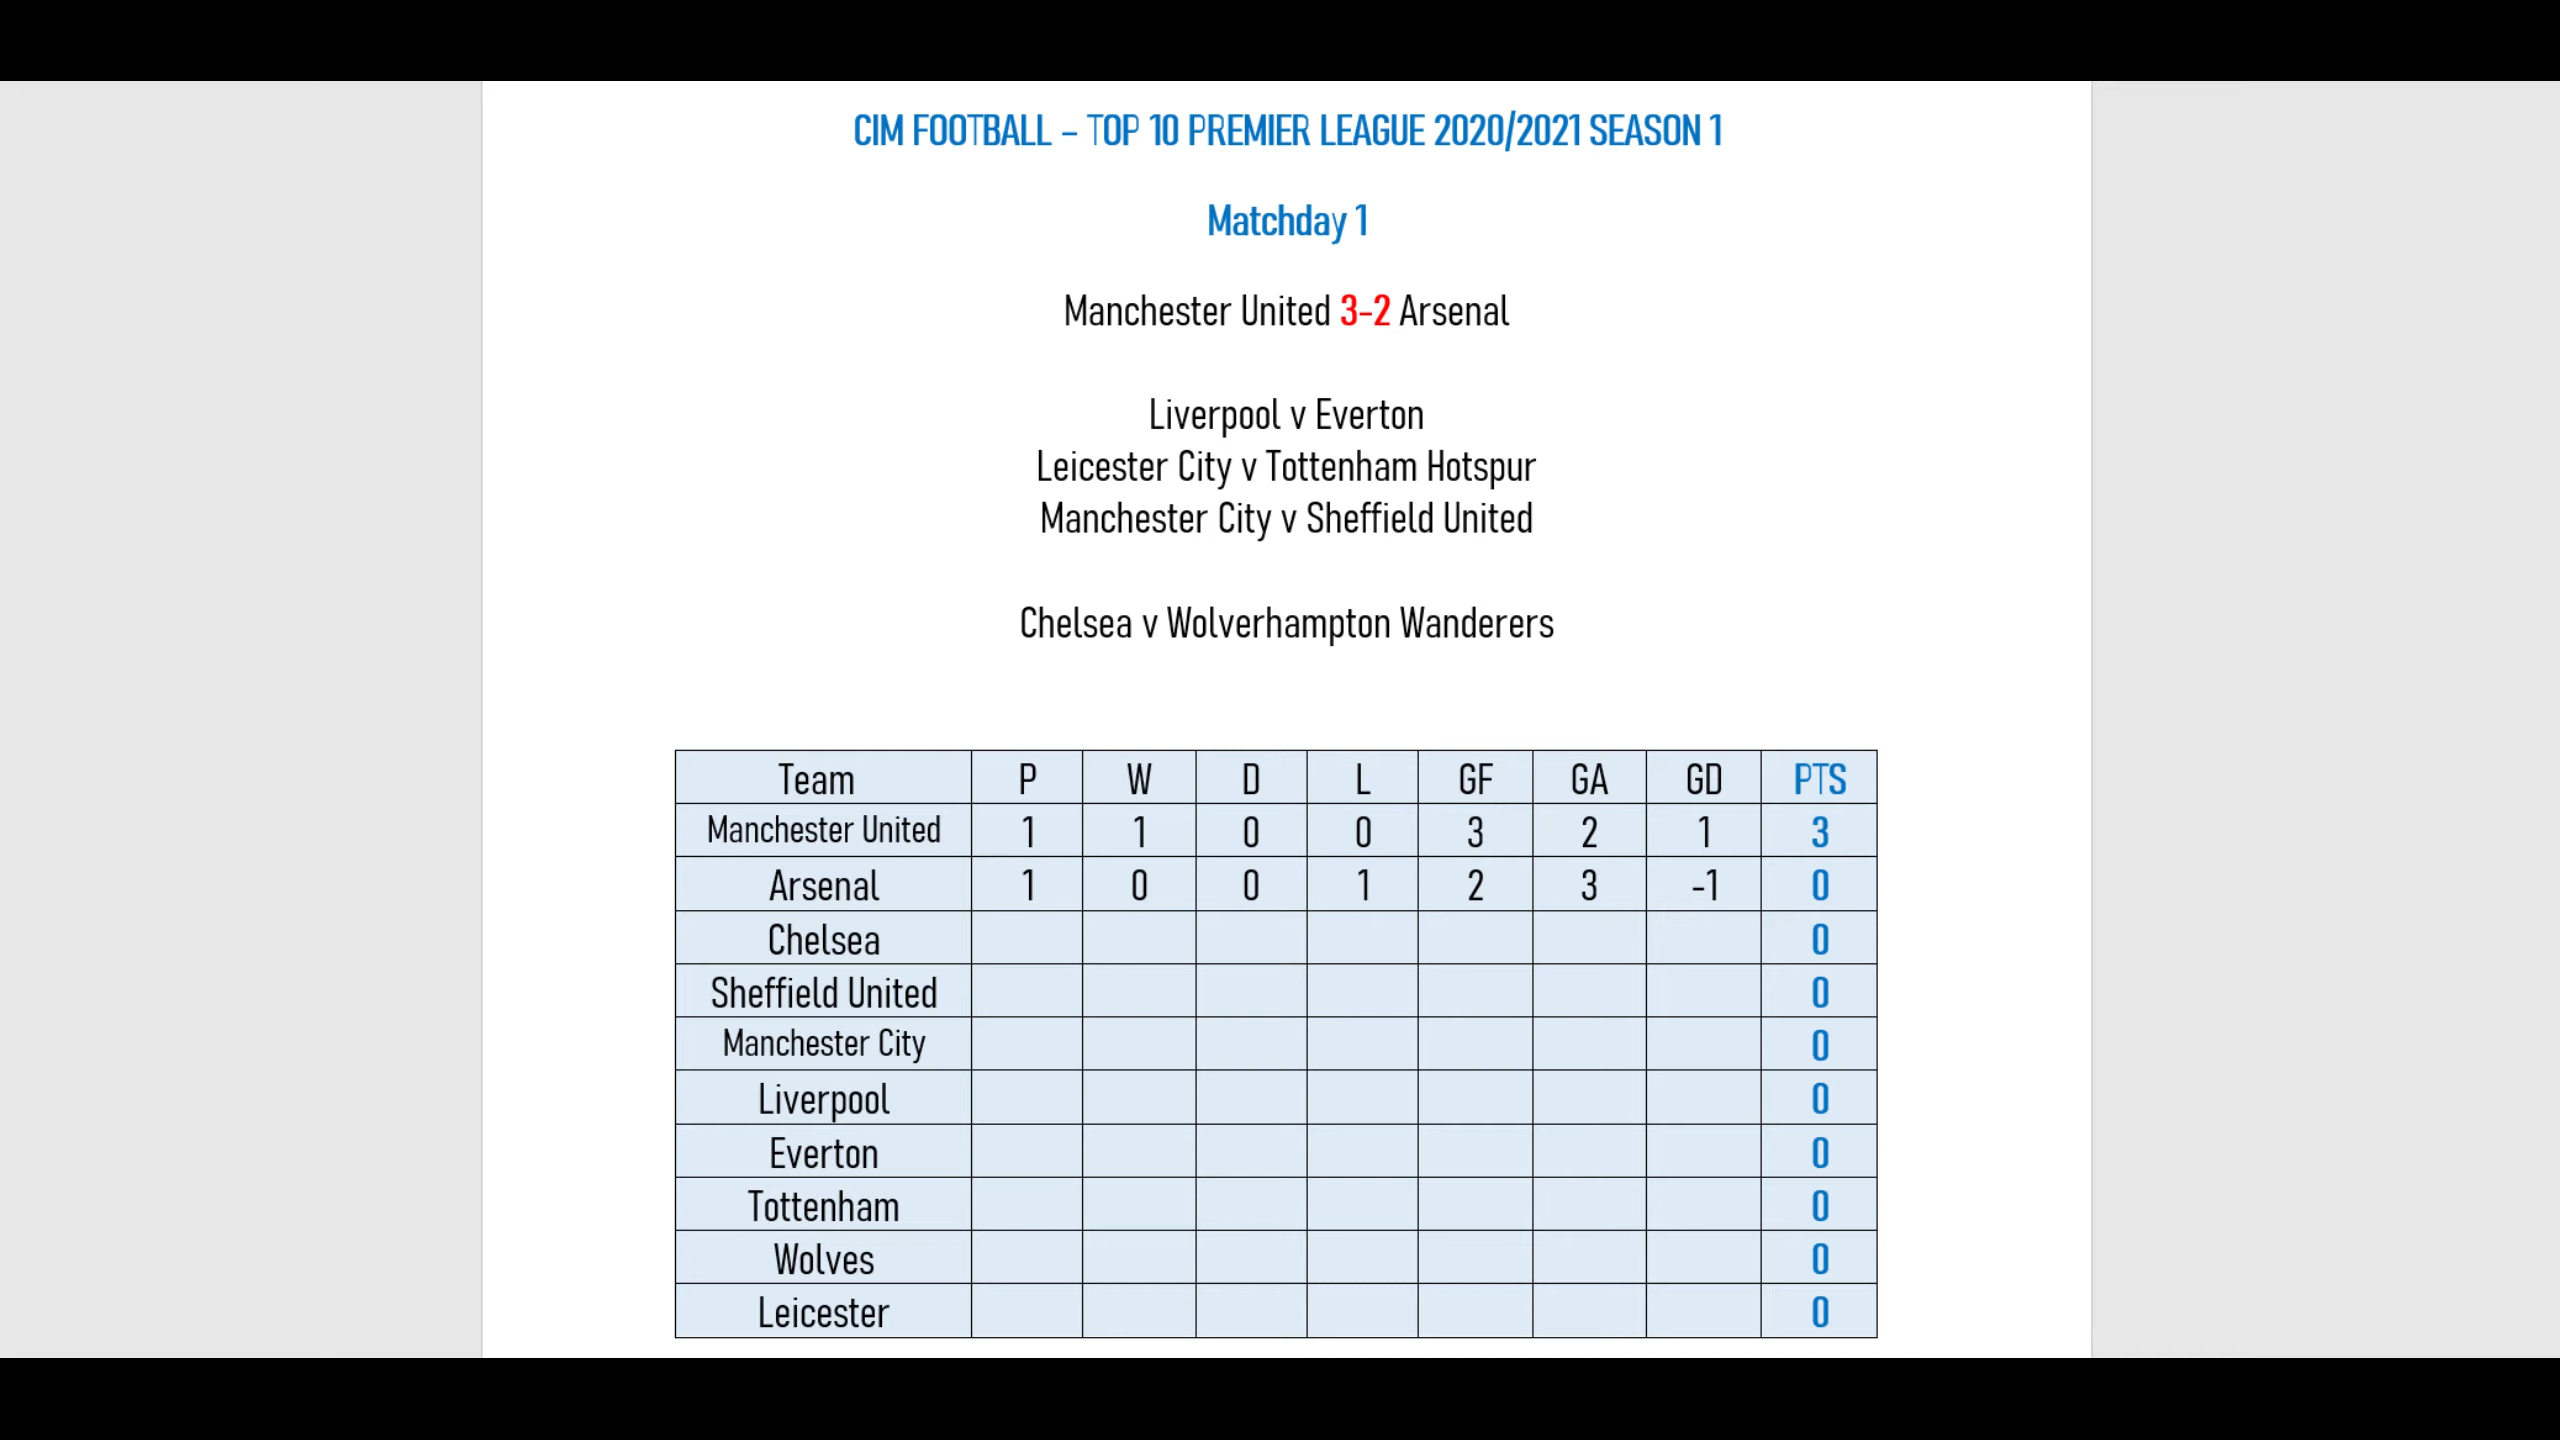 CIM FOOTBALL – TOP 10 PREMIER LEAGUE 2020/2021 SEASON 1
Matchday 1
Manchester United 3-2 Arsenal
Liverpool v Everton
Leicester City v Tottenham Hotspur
Manchester City v Sheffield United
Chelsea v Wolverhampton Wanderers
Team P W D L GF GA GD PTS
Manchester United 1 1 0 0 3 2 1 3
Arsenal 1 0 0 1 2 3 -1 0
Chelsea 0
Sheffield United 0
Manchester City 0
Liverpool 0
Everton 0
Tottenham 0
Wolves 0
Leicester 0